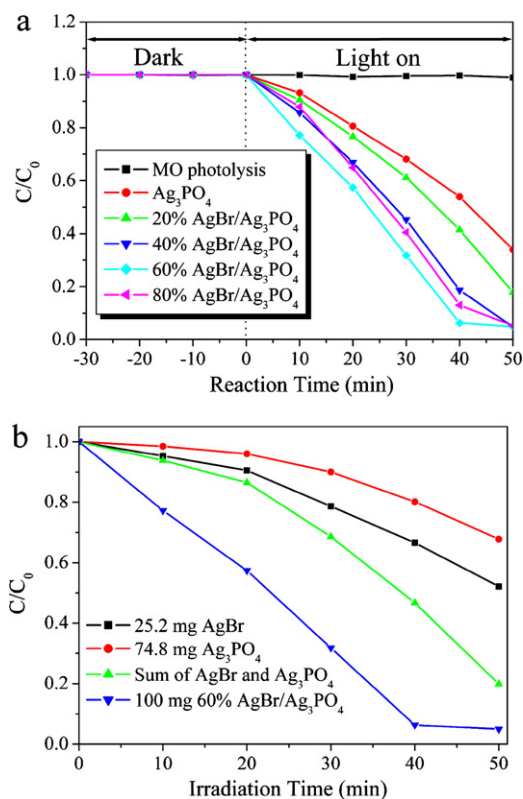 a
Dark
Light on
1.2
1.0
0.8
0.6
0.4
0.2
0.0
C/C₀
MO photolysis
Ag₃PO₄
20% AgBr/Ag₃PO₄
40% AgBr/Ag₃PO₄
60% AgBr/Ag₃PO₄
80% AgBr/Ag₃PO₄
-30 -20 -10 0 10 20 30 40 50
Reaction Time (min)
b
1.0
0.8
0.6
0.4
0.2
0.0
C/C₀
25.2 mg AgBr
74.8 mg Ag₃PO₄
Sum of AgBr and Ag₃PO₄
100 mg 60% AgBr/Ag₃PO₄
0 10 20 30 40 50
Irradiation Time (min)